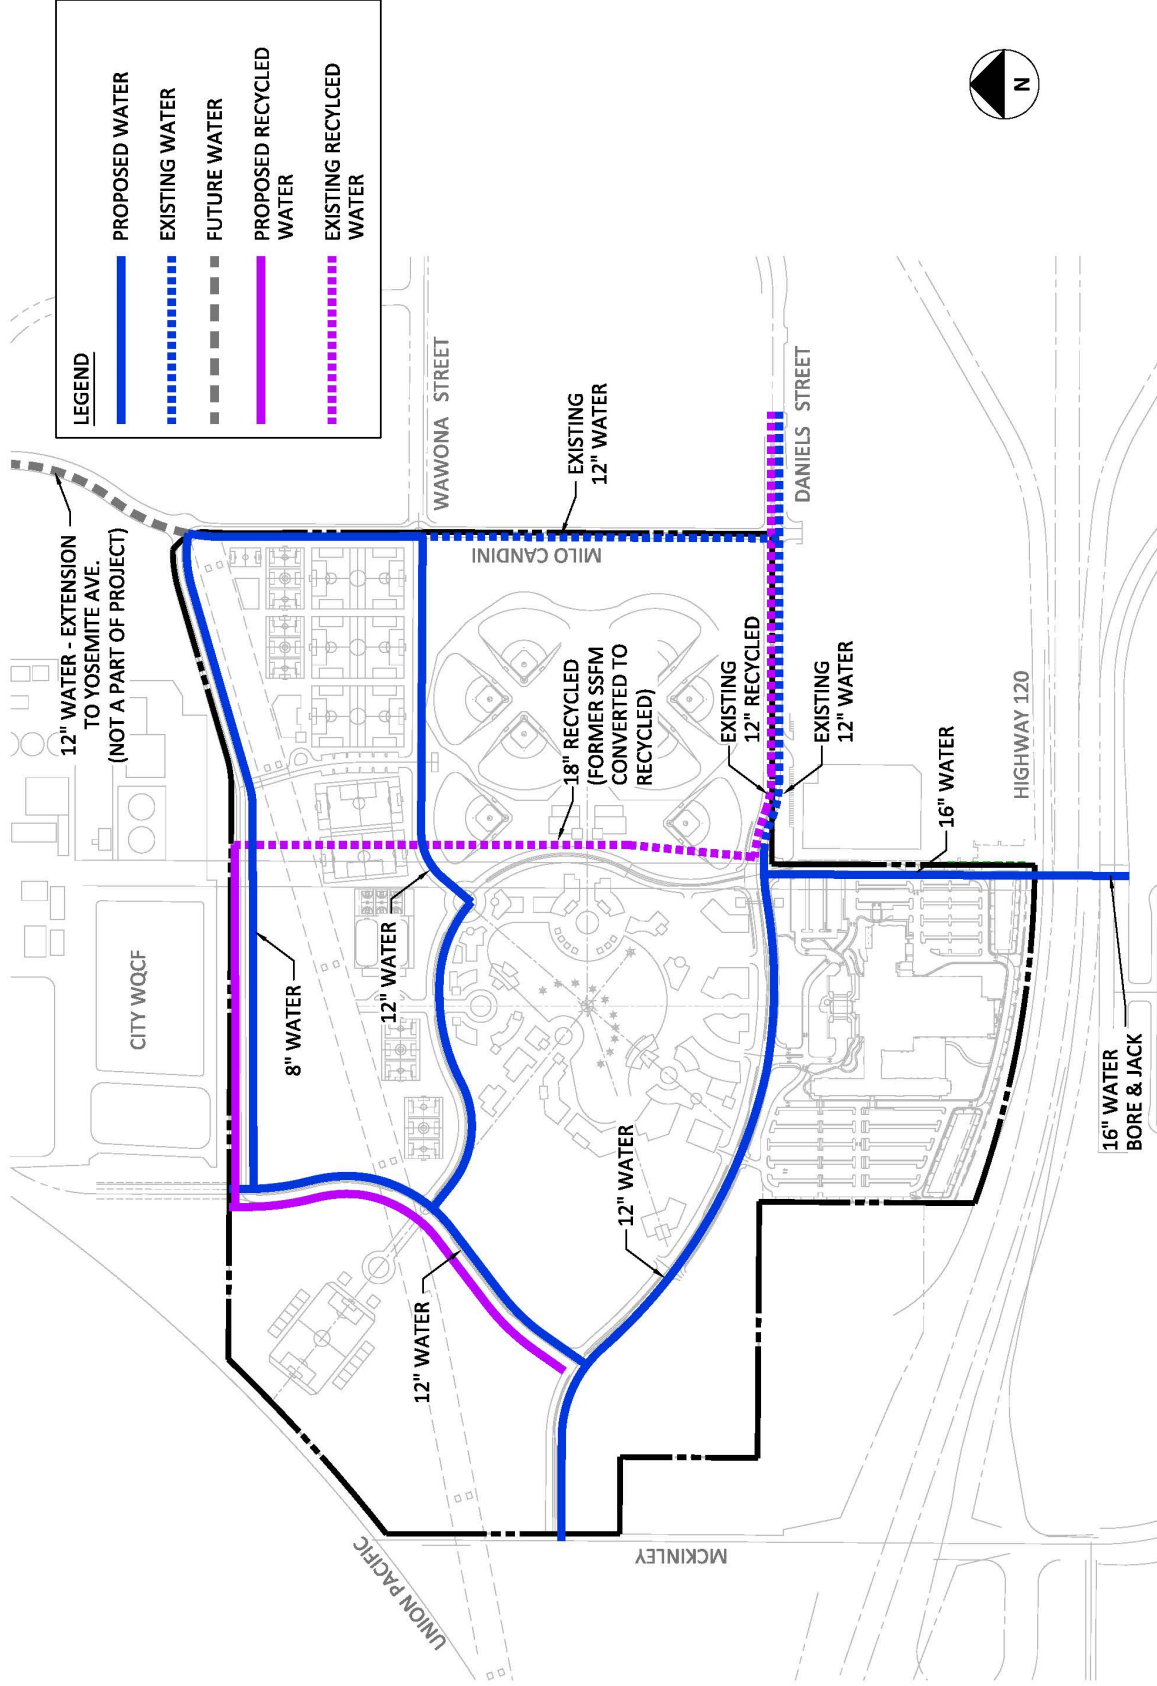 LEGEND
PROPOSED WATER
EXISTING WATER
FUTURE WATER
PROPOSED RECYCLED
WATER
EXISTING RECYLCED
WATER
12" WATER - EXTENSION
TO YOSEMITE AVE.
(NOT A PART OF PROJECT)
WAWONA STREET
EXISTING
12" WATER
MILO CANDINI
DANIELS STREET
18" RECYCLED
(FORMER SSFM
CONVERTED TO
RECYCLED)
EXISTING
12" RECYCLED
EXISTING
12" WATER
HIGHWAY 120
16" WATER
CITY WQCF
8" WATER
12" WATER
16" WATER
BORE & JACK
12" WATER
12" WATER
MCKINLEY
UNION PACIFIC
N